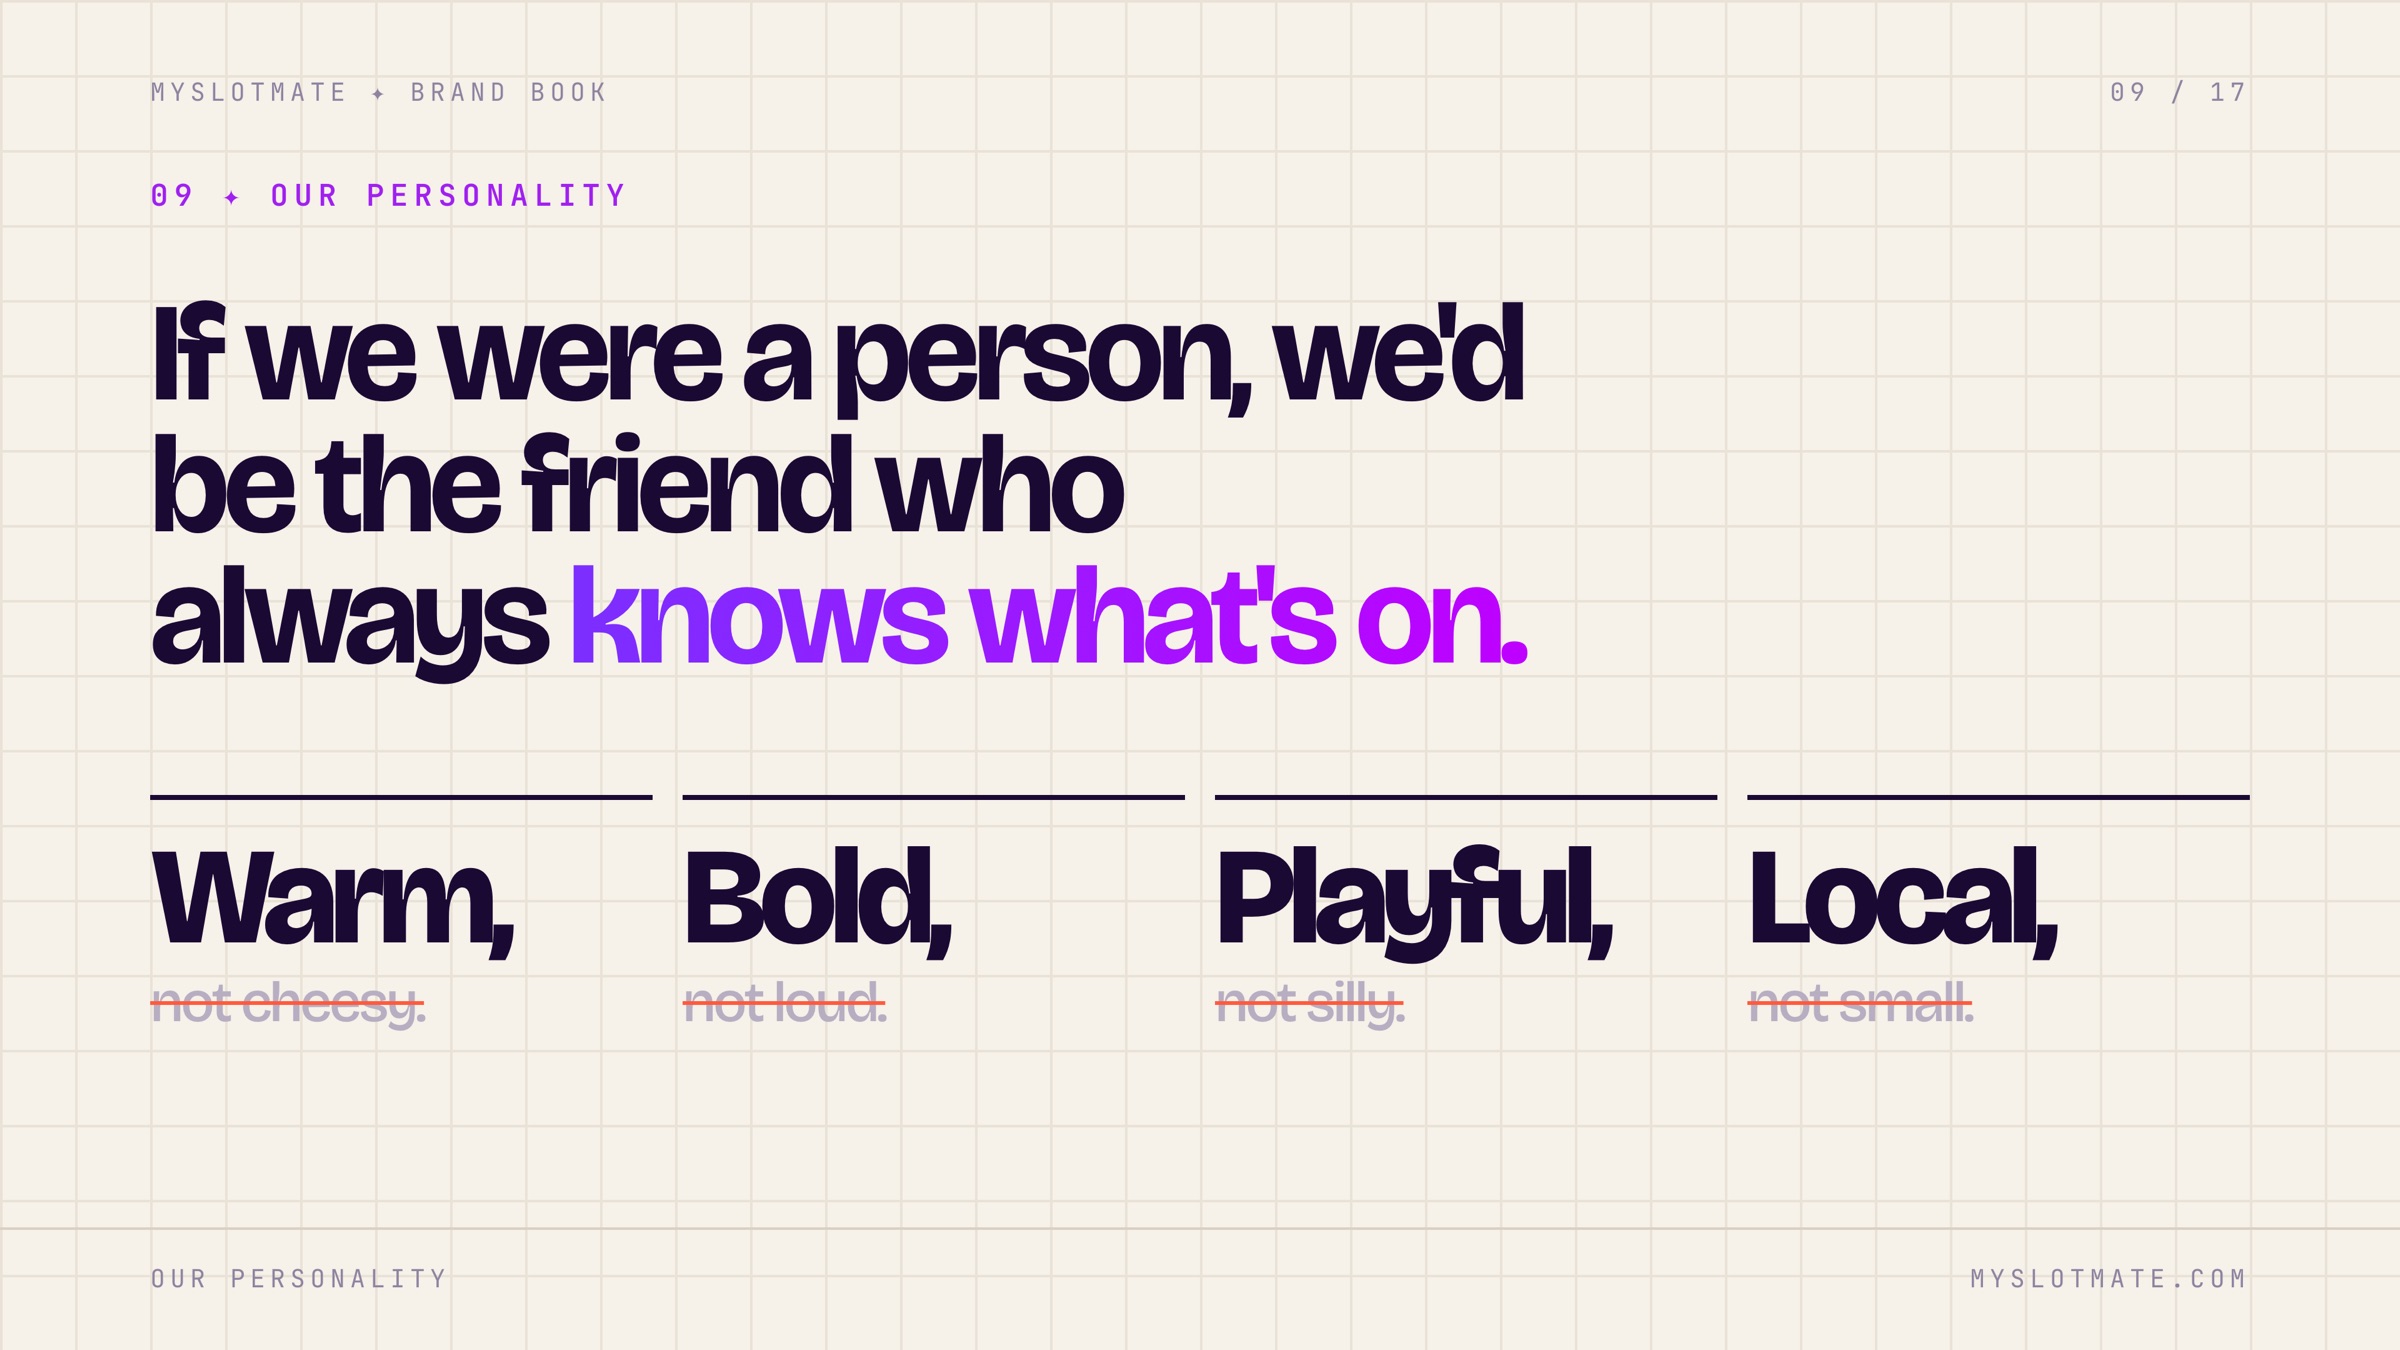 MYSLOTMATE ✦ BRAND BOOK
09 / 17
09 ✦ OUR PERSONALITY
If we were a person, we'd
be the friend who
always knows what's on.
Warm,
not cheesy.
Bold,
not loud.
Playful,
not silly.
Local,
not small.
OUR PERSONALITY
MYSLOTMATE.COM